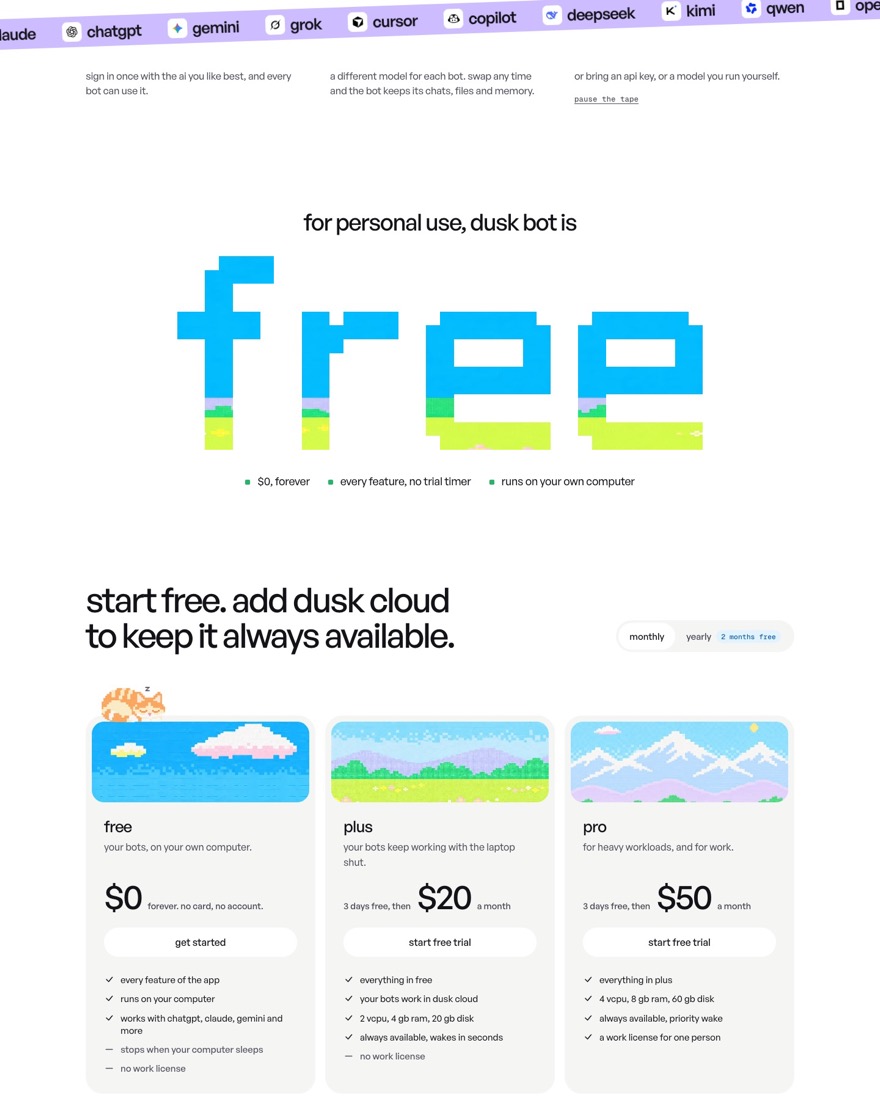 chatgpt gemini grok cursor copilot deepseek kimi qwen
sign in once with the ai you like best, and every
bot can use it.
a different model for each bot. swap any time
and the bot keeps its chats, files and memory.
or bring an api key, or a model you run yourself.
pause the tape
for personal use, dusk bot is
free
$0, forever
every feature, no trial timer
runs on your own computer
start free. add dusk cloud
to keep it always available.
monthly
yearly 2 months free
z
free
your bots, on your own computer.
$0 forever. no card, no account.
get started
every feature of the app
runs on your computer
works with chatgpt, claude, gemini and
more
stops when your computer sleeps
no work license
plus
your bots keep working with the laptop
shut.
3 days free, then $20 a month
start free trial
everything in free
your bots work in dusk cloud
2 vcpu, 4 gb ram, 20 gb disk
always available, wakes in seconds
no work license
pro
for heavy workloads, and for work.
3 days free, then $50 a month
start free trial
everything in plus
4 vcpu, 8 gb ram, 60 gb disk
always available, priority wake
a work license for one person